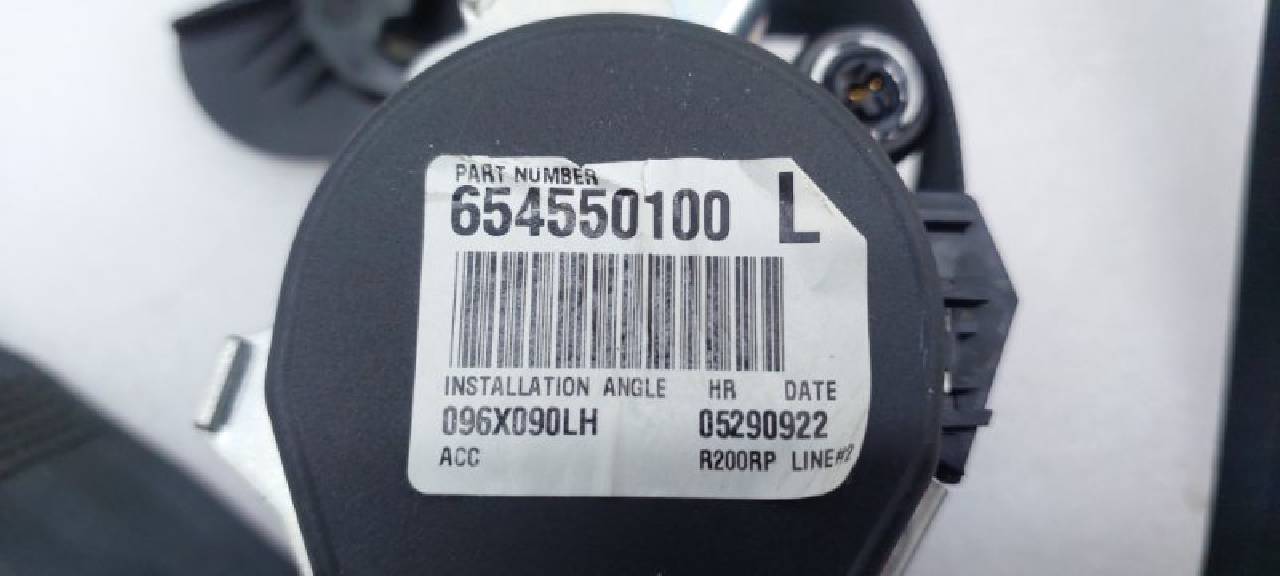 PART NUMBER
654550100 L
INSTALLATION ANGLE HR DATE
096X090LH 05290922
ACC R200RP LINE#2